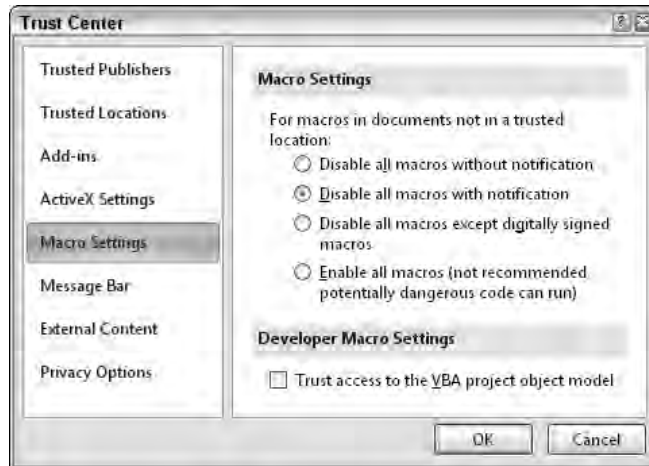 Trust Center
Trusted Publishers
Trusted Locations
Add-ins
ActiveX Settings
Macro Settings
Message Bar
External Content
Privacy Options
Macro Settings
For macros in documents not in a trusted
location:
Disable all macros without notification
Disable all macros with notification
Disable all macros except digitally signed
macros
Enable all macros (not recommended
potentially dangerous code can run)
Developer Macro Settings
Trust access to the VBA project object model
OK
Cancel